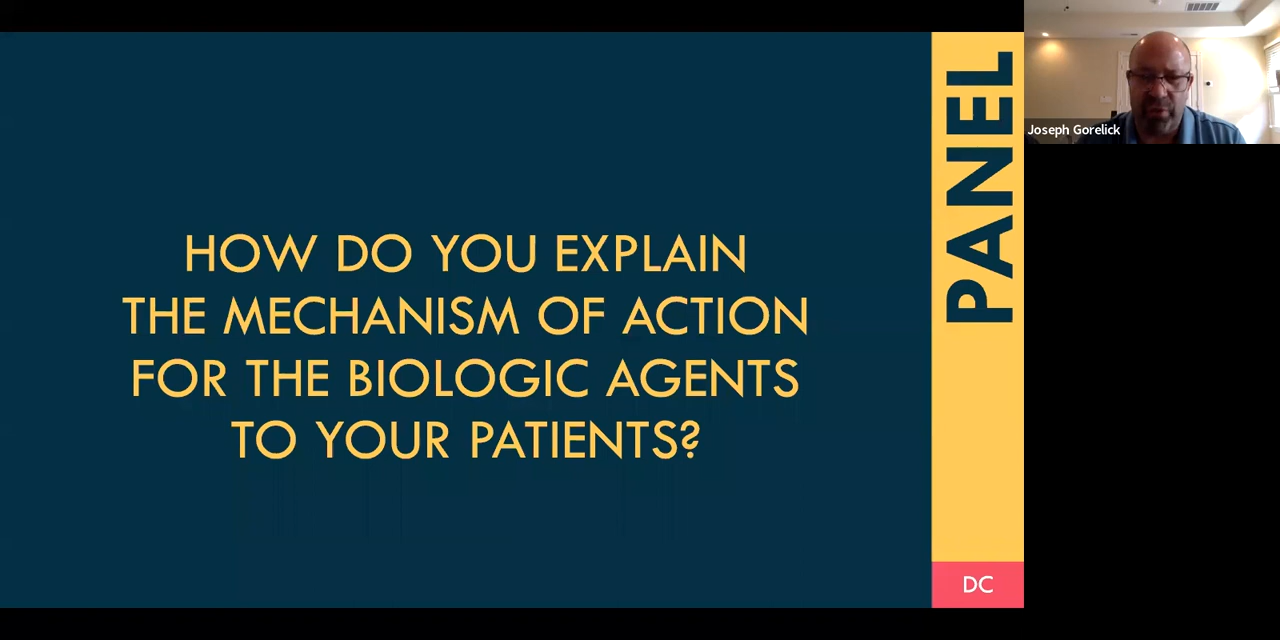 HOW DO YOU EXPLAIN
THE MECHANISM OF ACTION
FOR THE BIOLOGIC AGENTS
TO YOUR PATIENTS?
PANEL
DC
Joseph Gorelick